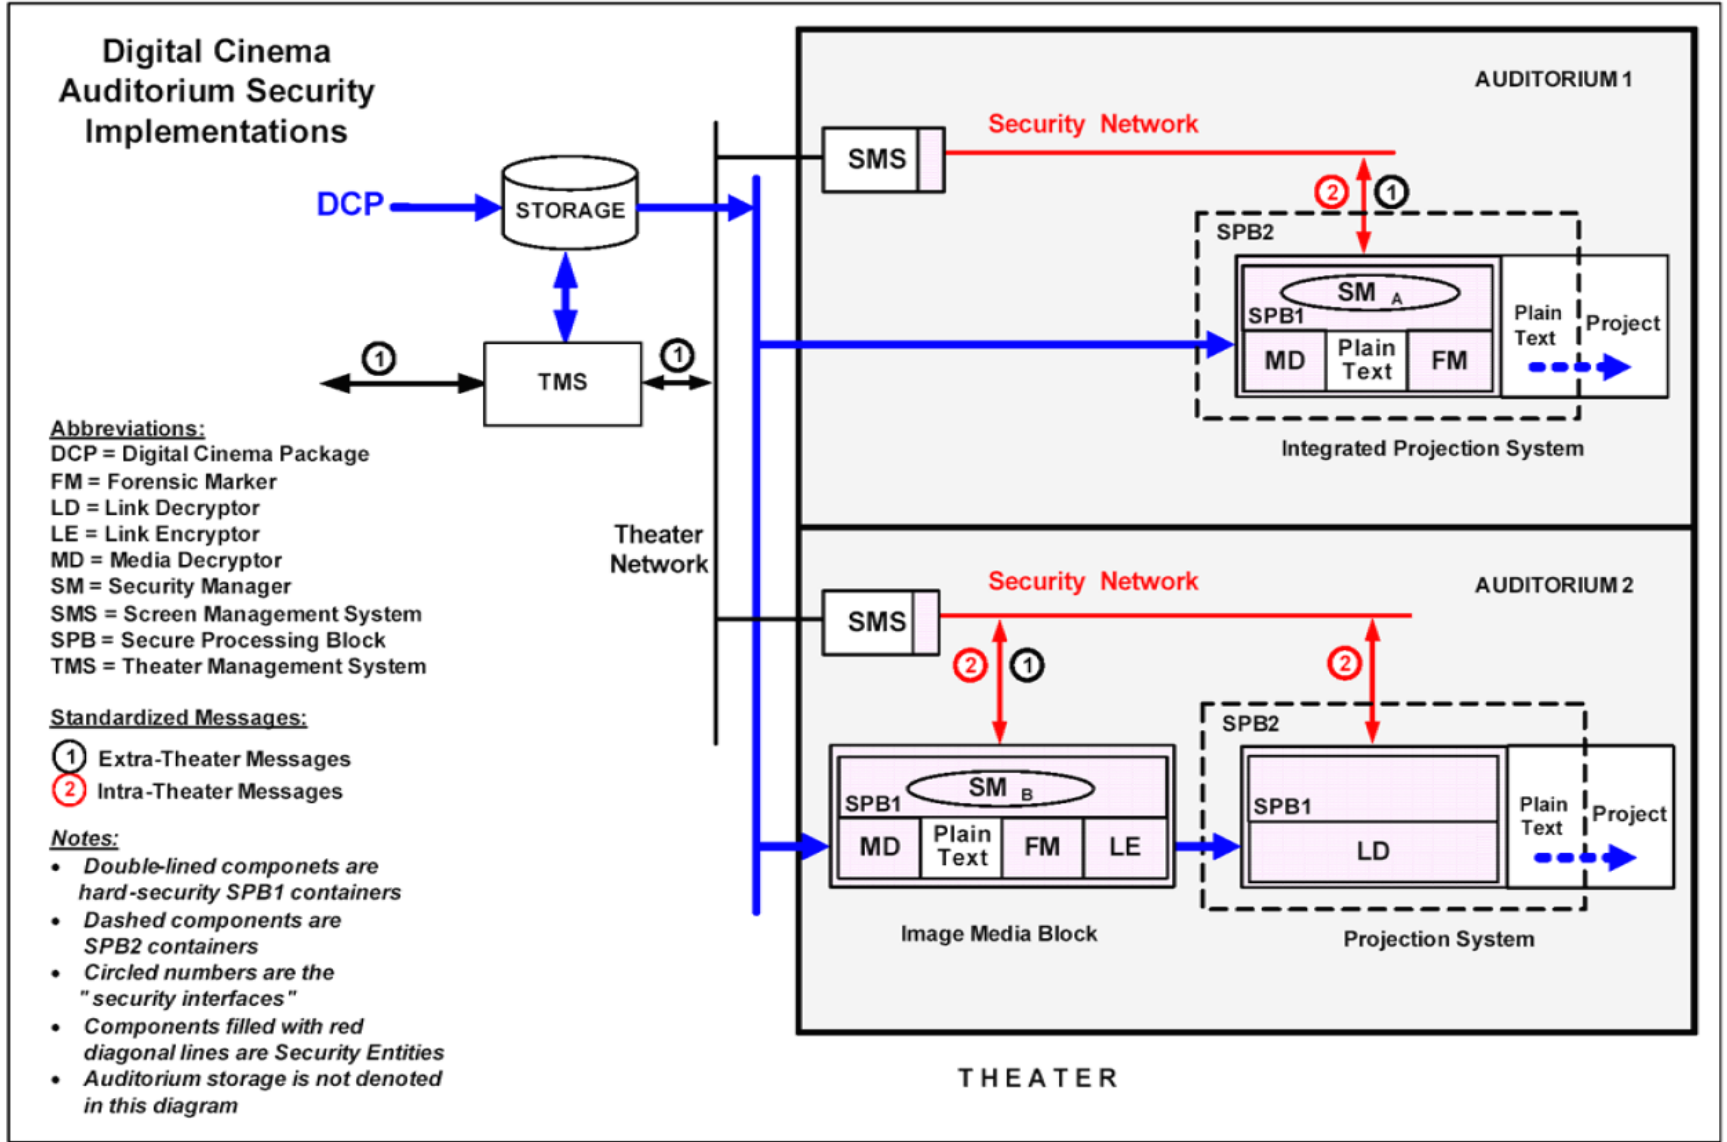 Digital Cinema
Auditorium Security
Implementations
DCP
STORAGE
1
TMS
1
Theater
Network
Abbreviations:
DCP = Digital Cinema Package
FM = Forensic Marker
LD = Link Decryptor
LE = Link Encryptor
MD = Media Decryptor
SM = Security Manager
SMS = Screen Management System
SPB = Secure Processing Block
TMS = Theater Management System
Standardized Messages:
1 Extra-Theater Messages
2 Intra-Theater Messages
Notes:
• Double-lined componets are
hard-security SPB1 containers
• Dashed components are
SPB2 containers
• Circled numbers are the
"security interfaces"
• Components filled with red
diagonal lines are Security Entities
• Auditorium storage is not denoted
in this diagram
AUDITORIUM 1
SMS
Security Network
2 1
SPB2
SM A
SPB1
MD
Plain
Text
FM
Plain
Text
Project
Integrated Projection System
AUDITORIUM 2
SMS
Security Network
2 1
2
SM B
SPB1
MD
Plain
Text
FM
LE
Image Media Block
SPB2
SPB1
LD
Plain
Text
Project
Projection System
THEATER